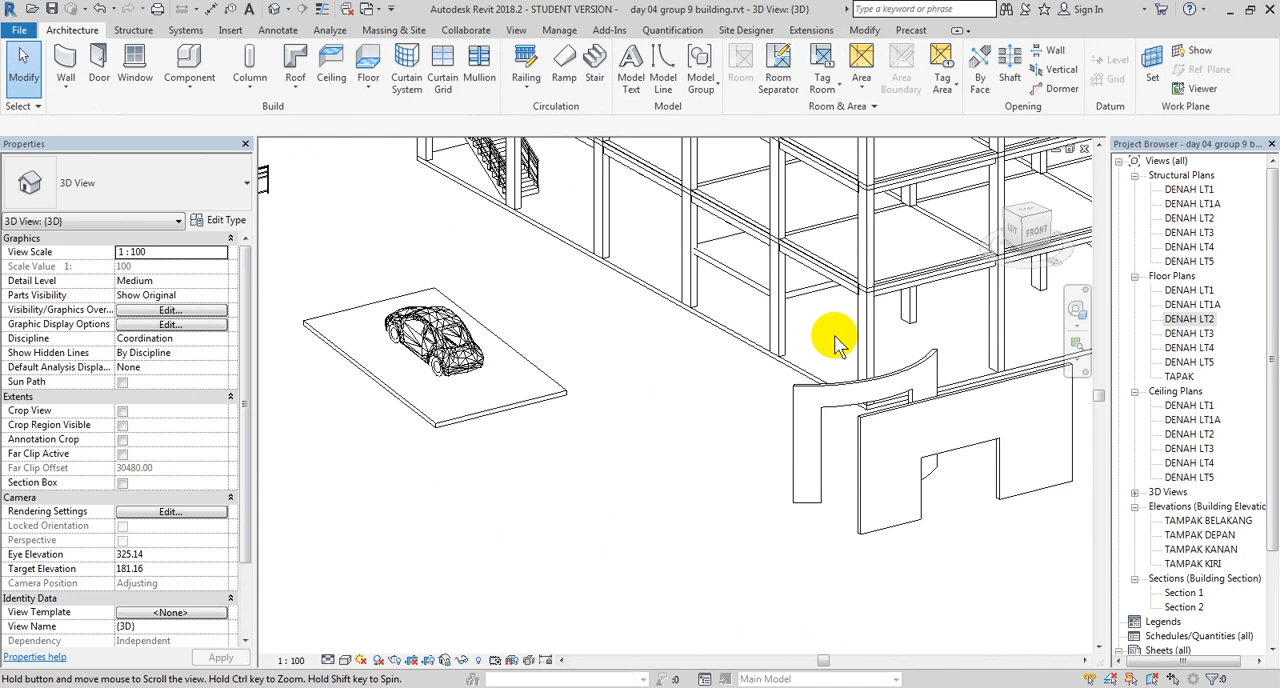 Autodesk Revit 2018.2 - STUDENT VERSION - day 04 group 9 building.rvt - 3D View: {3D}
Type a keyword or phrase
Sign In
File Architecture Structure Systems Insert Annotate Analyze Massing & Site Collaborate View Manage Add-Ins Quantification Site Designer Extensions Modify Precast
Modify Wall Door Window Component Column Roof Ceiling Floor Curtain System Curtain Grid Mullion Railing Ramp Stair Model Text Model Line Model Group Room Room Separator Tag Room Area Area Boundary Tag Area By Face Shaft Wall Vertical Dormer Level Grid Set Show Ref Plane Viewer
Select Build Circulation Model Room & Area Opening Datum Work Plane
Properties
3D View
3D View: {3D} Edit Type
Graphics
View Scale 1 : 100
Scale Value 1: 100
Detail Level Medium
Parts Visibility Show Original
Visibility/Graphics Over... Edit...
Graphic Display Options Edit...
Discipline Coordination
Show Hidden Lines By Discipline
Default Analysis Displa... None
Sun Path
Extents
Crop View
Crop Region Visible
Annotation Crop
Far Clip Active
Far Clip Offset 30480.00
Section Box
Camera
Rendering Settings Edit...
Locked Orientation
Perspective
Eye Elevation 325.14
Target Elevation 181.16
Camera Position Adjusting
Identity Data
View Template <None>
View Name {3D}
Dependency Independent
Properties help Apply
LEFT FRONT
Project Browser - day 04 group 9 b...
Views (all)
Structural Plans
DENAH LT1
DENAH LT1A
DENAH LT2
DENAH LT3
DENAH LT4
DENAH LT5
Floor Plans
DENAH LT1
DENAH LT1A
DENAH LT2
DENAH LT3
DENAH LT4
DENAH LT5
TAPAK
Ceiling Plans
DENAH LT1
DENAH LT1A
DENAH LT2
DENAH LT3
DENAH LT4
DENAH LT5
3D Views
Elevations (Building Elevatic
TAMPAK BELAKANG
TAMPAK DEPAN
TAMPAK KANAN
TAMPAK KIRI
Sections (Building Section)
Section 1
Section 2
Legends
Schedules/Quantities (all)
Sheets (all)
1 : 100
Hold button and move mouse to Scroll the view. Hold Ctrl key to Zoom. Hold Shift key to Spin.
:0 Main Model :0